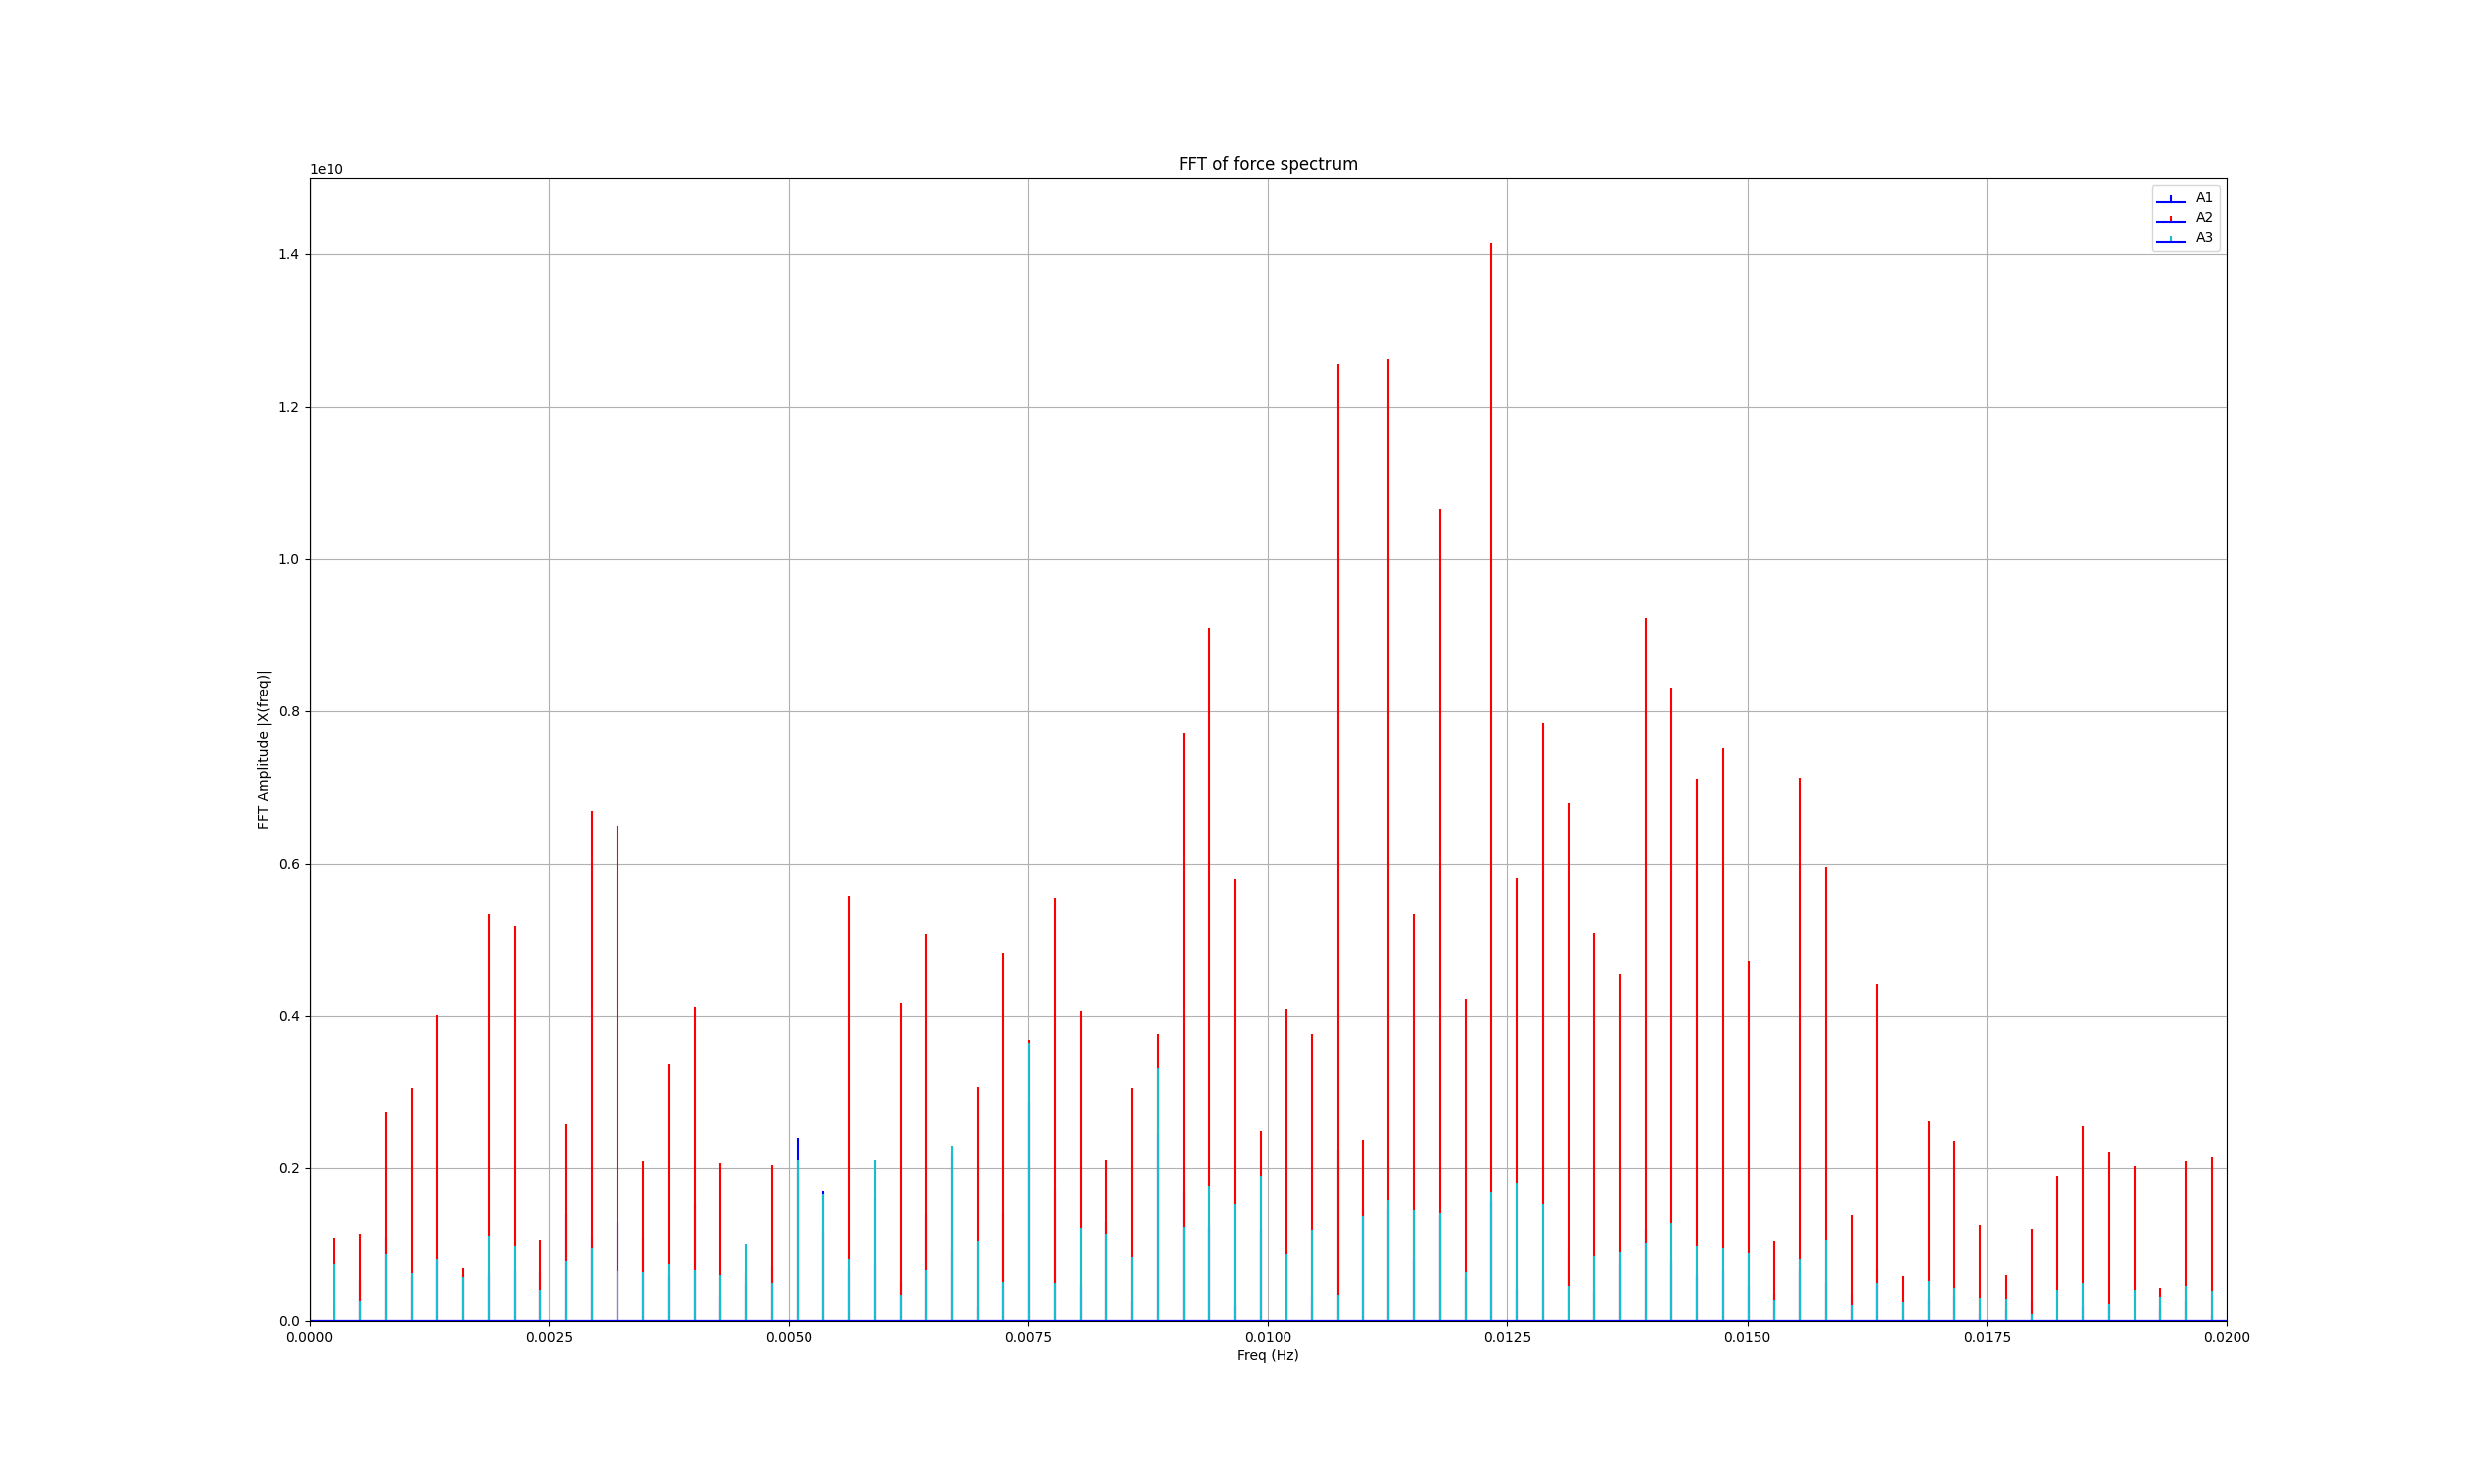 FFT of force spectrum
1e10
A1
A2
A3
1.4
1.2
1.0
0.8
0.6
0.4
0.2
0.0
FFT Amplitude |X(freq)|
0.0000 0.0025 0.0050 0.0075 0.0100 0.0125 0.0150 0.0175 0.0200
Freq (Hz)